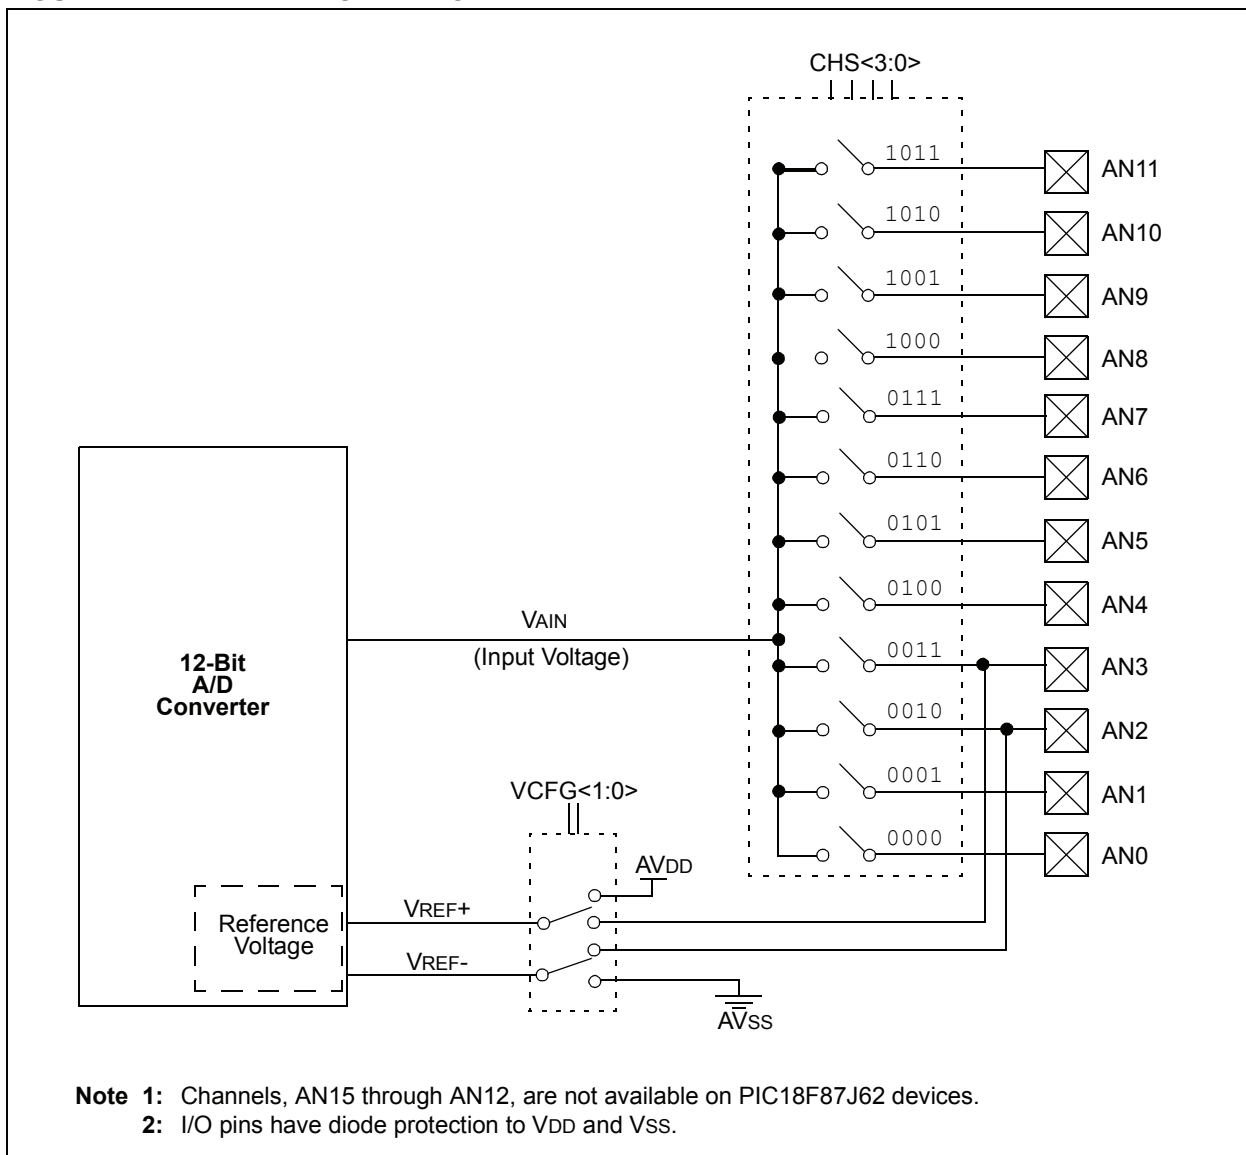 CHS<3:0>
1011 AN11
1010 AN10
1001 AN9
1000 AN8
0111 AN7
0110 AN6
0101 AN5
0100 AN4
VAIN
(Input Voltage)
0011 AN3
12-Bit
A/D
Converter
0010 AN2
0001 AN1
VCFG<1:0>
0000 AN0
AVDD
Reference
Voltage
VREF+
VREF-
AVSS
Note 1: Channels, AN15 through AN12, are not available on PIC18F87J62 devices.
2: I/O pins have diode protection to VDD and VSS.